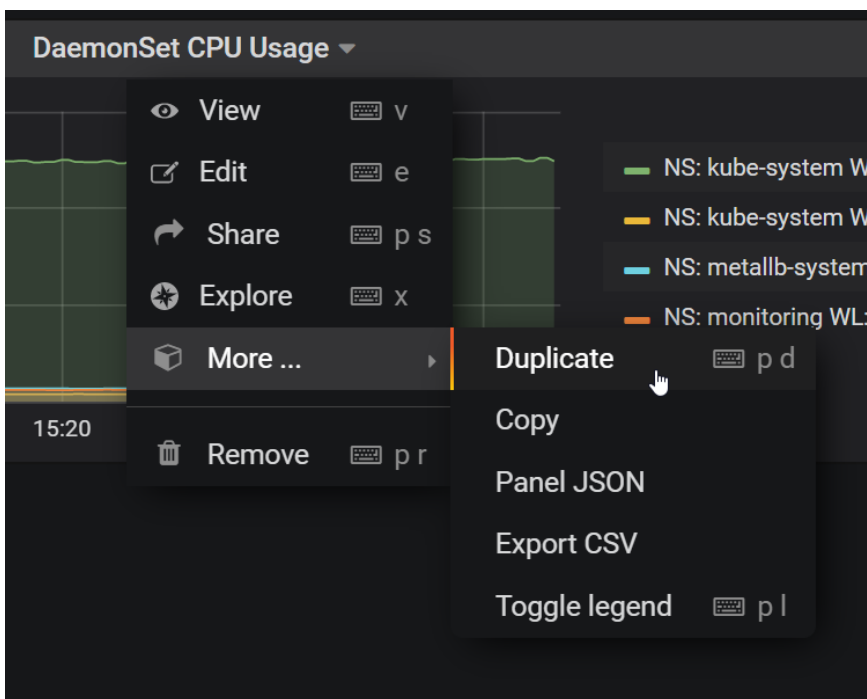 DaemonSet CPU Usage
View v
Edit e
Share p s
Explore x
More ...
Remove p r
Duplicate p d
Copy
Panel JSON
Export CSV
Toggle legend p l
NS: kube-system W
NS: kube-system W
NS: metallb-system
NS: monitoring WL:
15:20